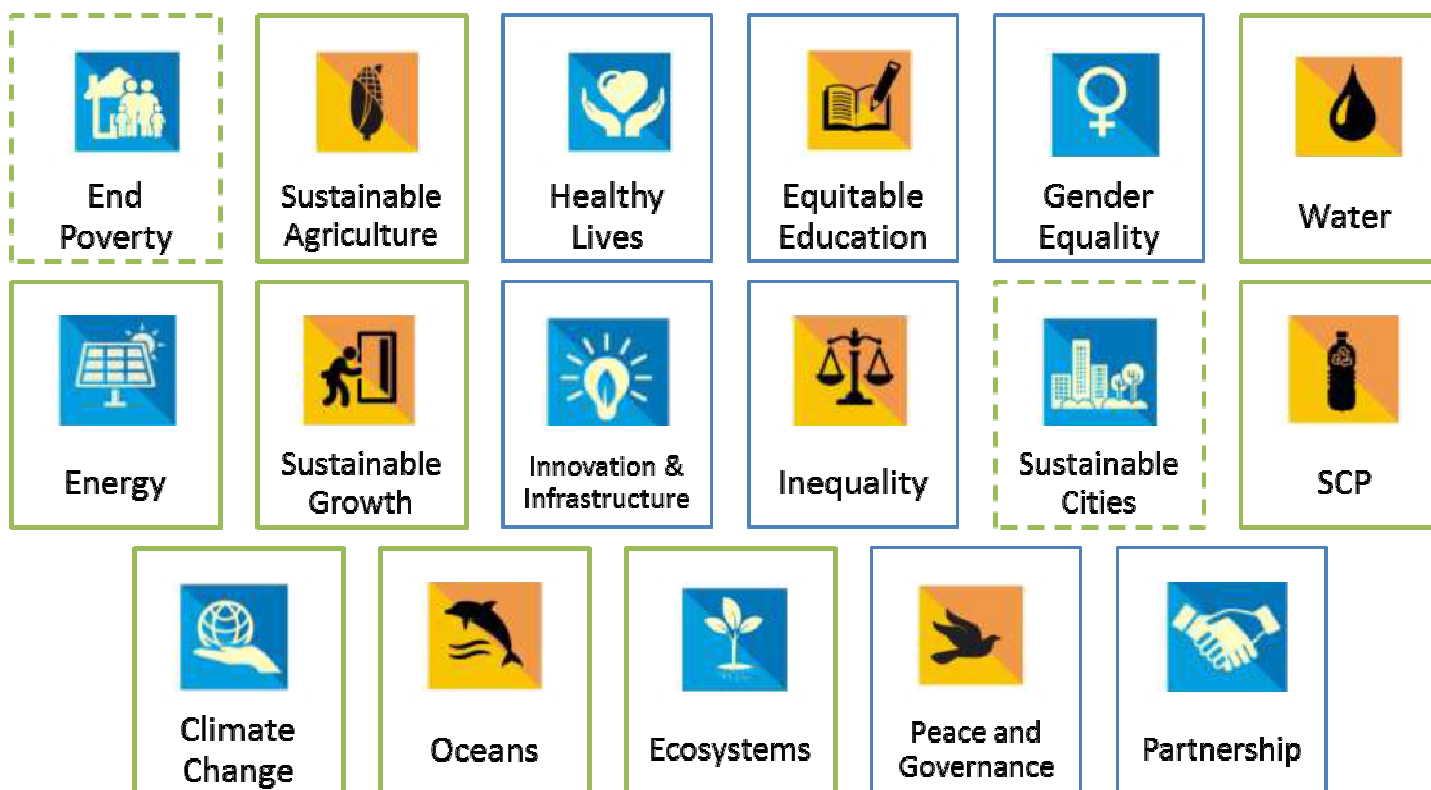 End
Poverty
Sustainable
Agriculture
Healthy
Lives
Equitable
Education
Gender
Equality
Water
Energy
Sustainable
Growth
Innovation &
Infrastructure
Inequality
Sustainable
Cities
SCP
Climate
Change
Oceans
Ecosystems
Peace and
Governance
Partnership